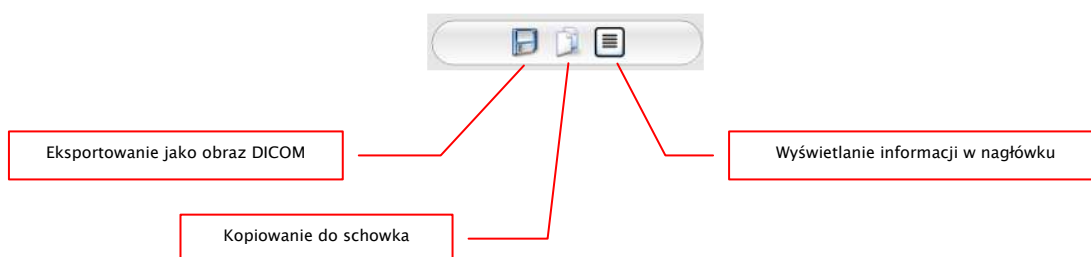 Eksportowanie jako obraz DICOM
Wyświetlanie informacji w nagłówku
Kopiowanie do schowka